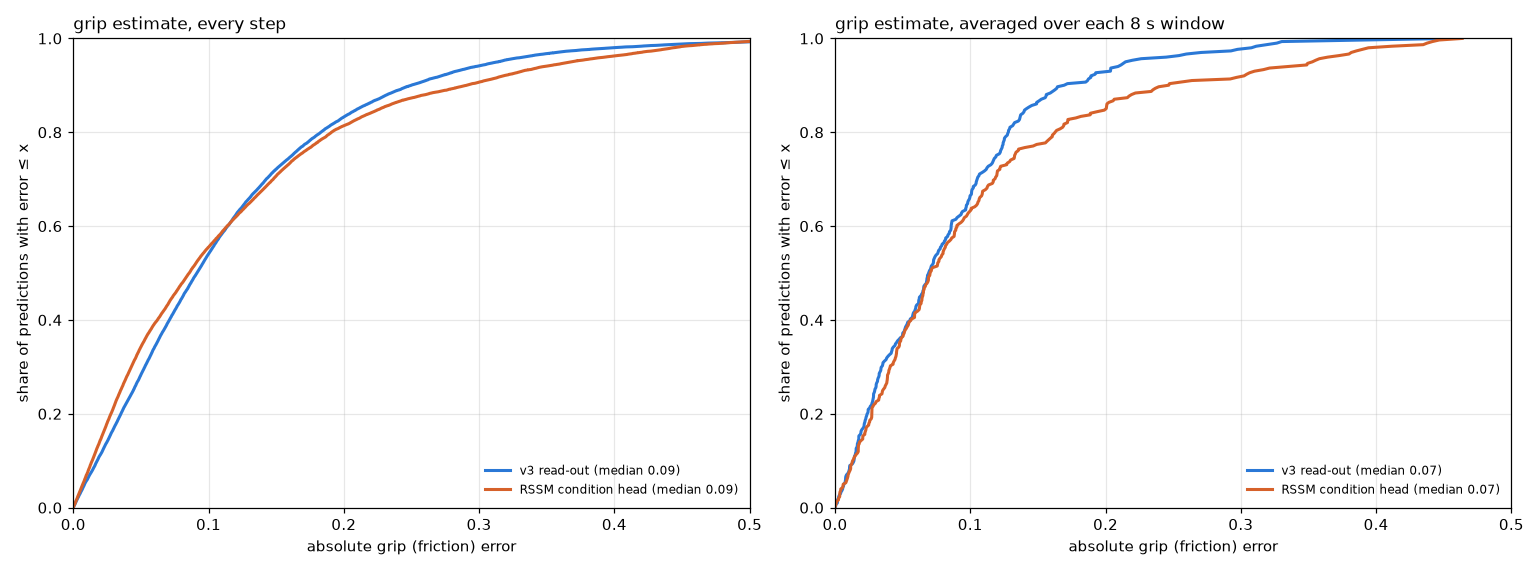 grip estimate, every step
share of predictions with error ≤ x
1.0
0.8
0.6
0.4
0.2
0.0
0.0 0.1 0.2 0.3 0.4 0.5
absolute grip (friction) error
v3 read-out (median 0.09)
RSSM condition head (median 0.09)
grip estimate, averaged over each 8 s window
share of predictions with error ≤ x
1.0
0.8
0.6
0.4
0.2
0.0
0.0 0.1 0.2 0.3 0.4 0.5
absolute grip (friction) error
v3 read-out (median 0.07)
RSSM condition head (median 0.07)